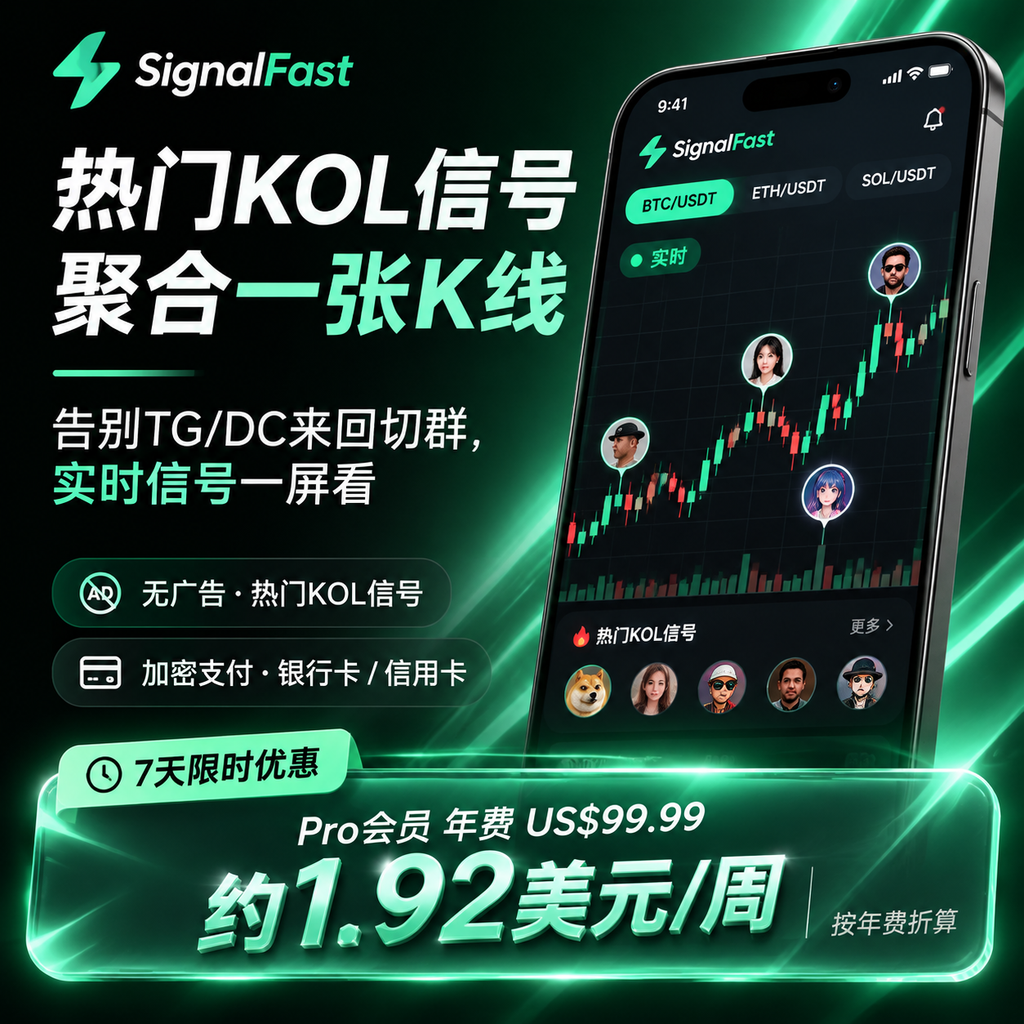 SignalFast
热门KOL信号
聚合一张K线
告别TG/DC来回切群，
实时信号一屏看
AD 无广告 · 热门KOL信号
加密支付 · 银行卡 / 信用卡
9:41
SignalFast
BTC/USDT ETH/USDT SOL/USDT
实时
热门KOL信号 更多 >
7天限时优惠
Pro会员 年费 US$99.99
约1.92美元/周
按年费折算